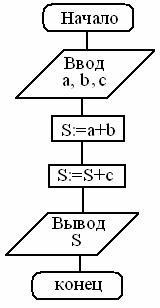 Начало
Ввод
a, b, c
S:=a+b
S:=S+c
Вывод
S
конец